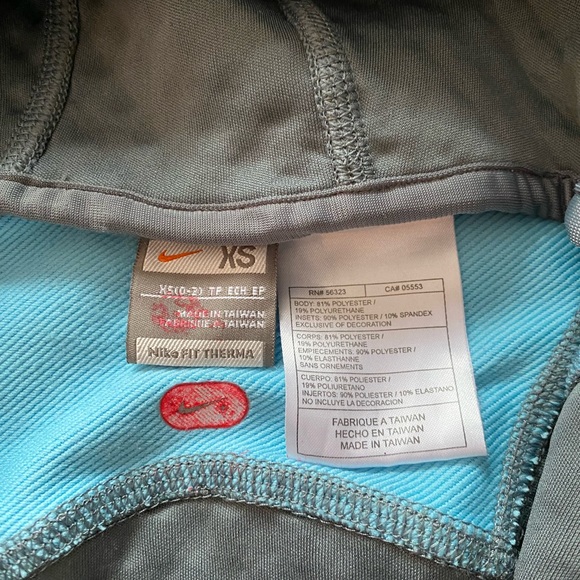 XS
XS(0-2) TP ECH EP
MADE IN TAIWAN
FABRIQUE A TAIWAN
Nike FIT THERMA
RN# 56323 CA# 05553
BODY: 81% POLYESTER /
19% POLYURETHANE
INSETS: 90% POLYESTER / 10% SPANDEX
EXCLUSIVE OF DECORATION
CORPS: 81% POLYESTER /
19% POLYURETHANE
EMPIECEMENTS: 90% POLYESTER /
10% ELASTHANNE
SANS ORNEMENTS
CUERPO: 81% POLIESTER /
19% POLIURETANO
INJERTOS: 90% POLIESTER / 10% ELASTANO
NO INCLUYE LA DECORACION
FABRIQUE A TAIWAN
HECHO EN TAIWAN
MADE IN TAIWAN